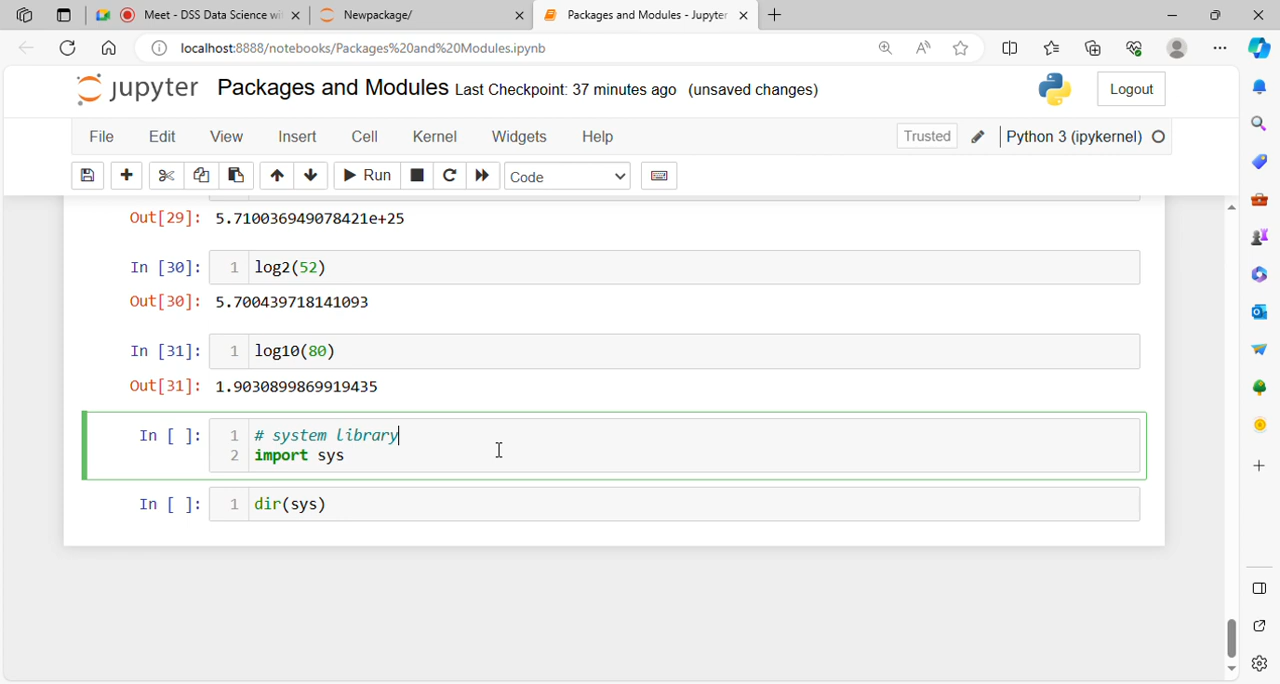 Meet - DSS Data Science wi
Newpackage/
Packages and Modules - Jupyter
localhost:8888/notebooks/Packages%20and%20Modules.ipynb
jupyter Packages and Modules Last Checkpoint: 37 minutes ago (unsaved changes)
Logout
File Edit View Insert Cell Kernel Widgets Help
Trusted
Python 3 (ipykernel)
Run
Code
Out[29]: 5.710036949078421e+25
In [30]: 1 log2(52)
Out[30]: 5.700439718141093
In [31]: 1 log10(80)
Out[31]: 1.9030899869919435
In [ ]: 1 # system library
2 import sys
In [ ]: 1 dir(sys)